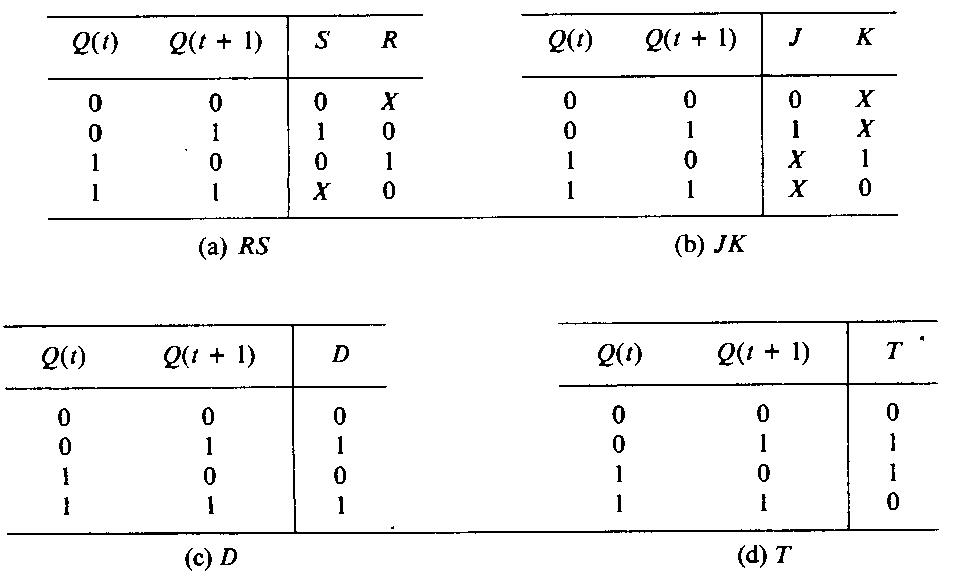 Q(t) Q(t + 1) S R
0 0 0 X
0 1 1 0
1 0 0 1
1 1 X 0
(a) RS
Q(t) Q(t + 1) J K
0 0 0 X
0 1 1 X
1 0 X 1
1 1 X 0
(b) JK
Q(t) Q(t + 1) D
0 0 0
0 1 1
1 0 0
1 1 1
(c) D
Q(t) Q(t + 1) T
0 0 0
0 1 1
1 0 1
1 1 0
(d) T